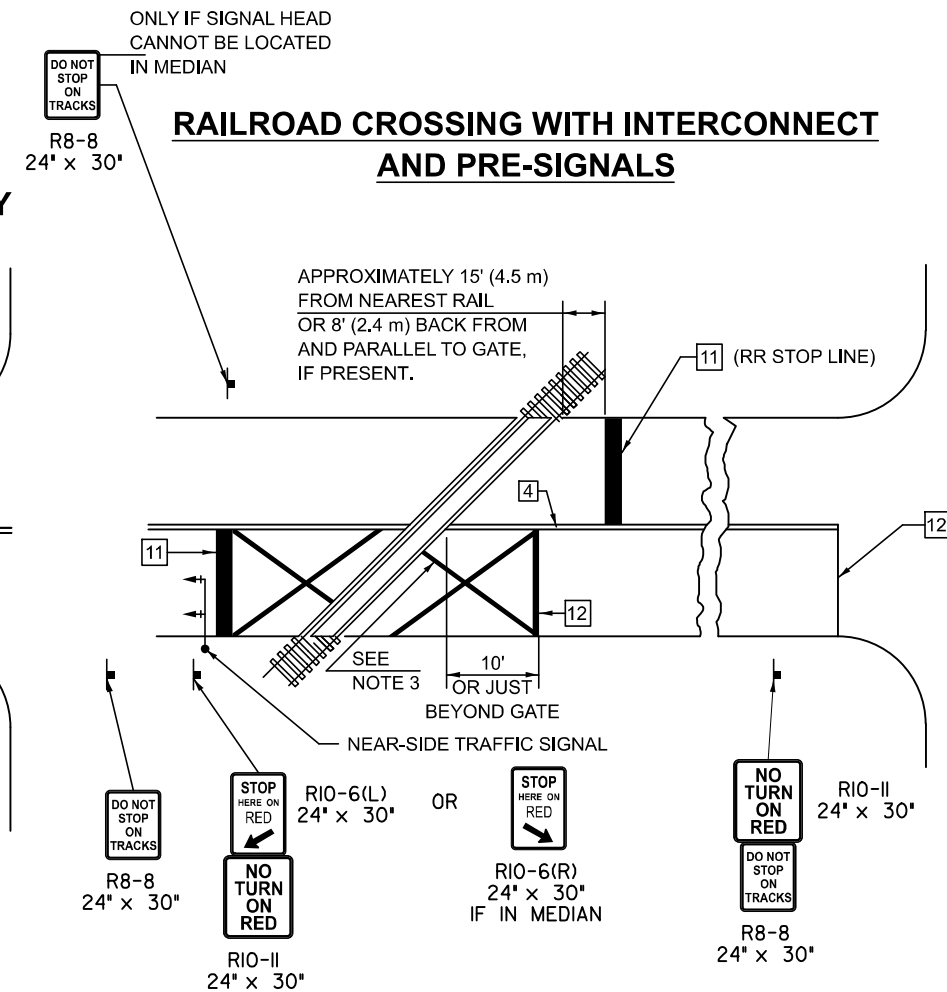 ONLY IF SIGNAL HEAD
CANNOT BE LOCATED
IN MEDIAN
DO NOT
STOP
ON
TRACKS
R8-8
24" x 30"
RAILROAD CROSSING WITH INTERCONNECT
AND PRE-SIGNALS
Y
APPROXIMATELY 15' (4.5 m)
FROM NEAREST RAIL
OR 8' (2.4 m) BACK FROM
AND PARALLEL TO GATE,
IF PRESENT.
11 (RR STOP LINE)
4
12
11
12
SEE
NOTE 3
10'
OR JUST
BEYOND GATE
NEAR-SIDE TRAFFIC SIGNAL
DO NOT
STOP
ON
TRACKS
R8-8
24" x 30"
STOP
HERE ON
RED
R10-6(L)
24" x 30"
NO
TURN
ON
RED
R10-11
24" x 30"
OR
STOP
HERE ON
RED
R10-6(R)
24" x 30"
IF IN MEDIAN
NO
TURN
ON
RED
R10-11
24" x 30"
DO NOT
STOP
ON
TRACKS
R8-8
24" x 30"